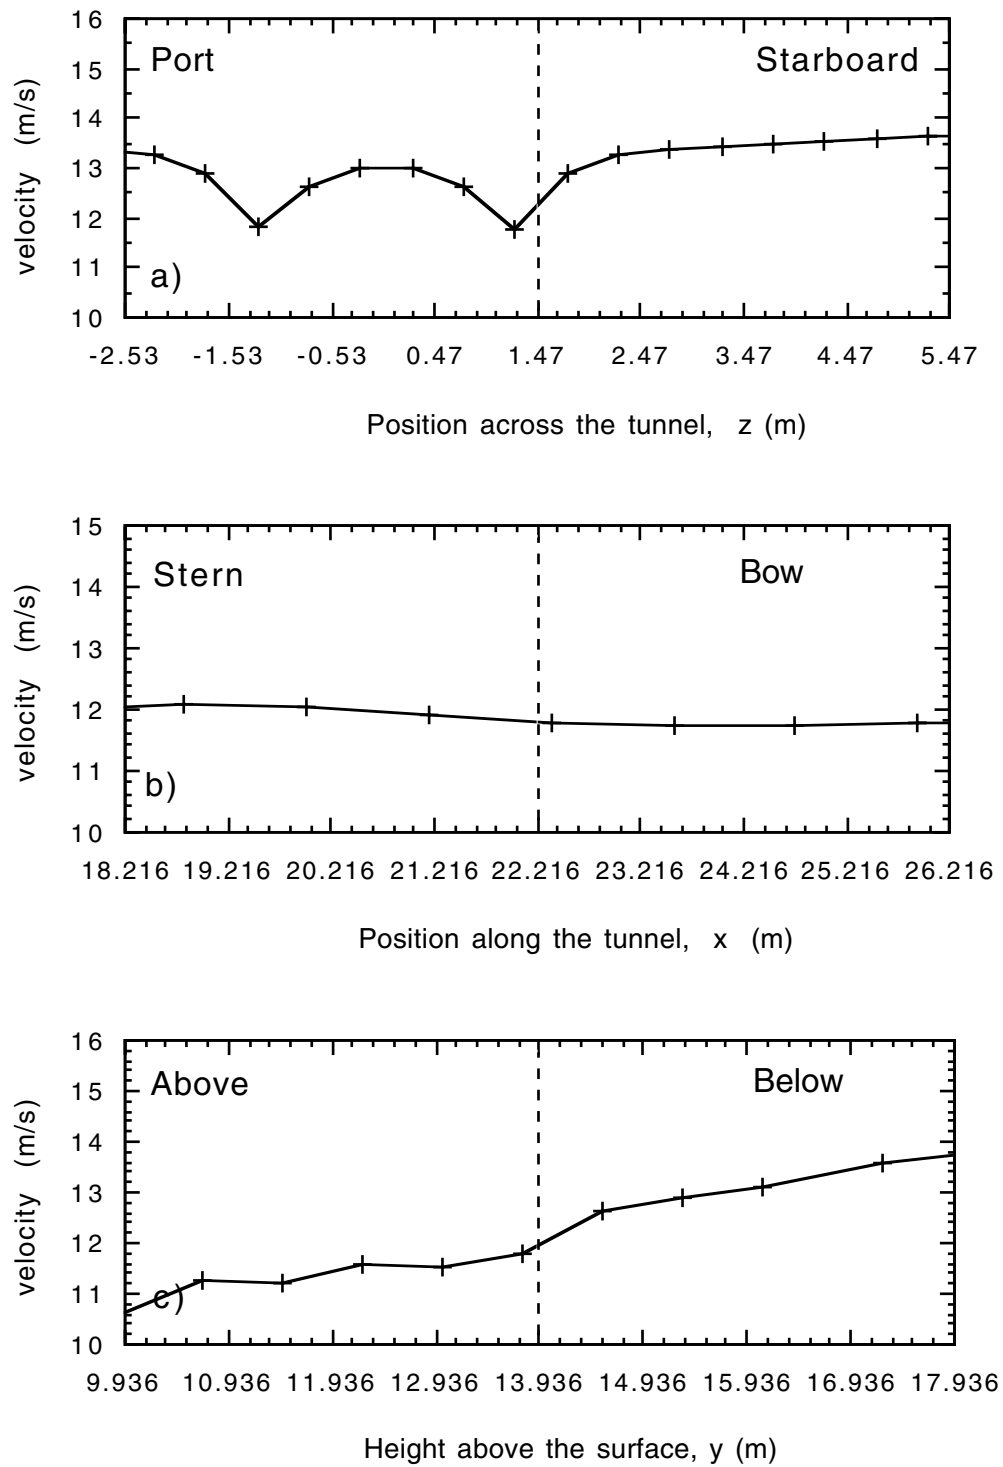 16
Port
Starboard
15
14
13
12
11
10
velocity (m/s)
a)
-2.53 -1.53 -0.53 0.47 1.47 2.47 3.47 4.47 5.47
Position across the tunnel, z (m)
15
Stern
Bow
14
13
12
11
10
velocity (m/s)
b)
18.216 19.216 20.216 21.216 22.216 23.216 24.216 25.216 26.216
Position along the tunnel, x (m)
16
Above
Below
15
14
13
12
11
10
velocity (m/s)
c)
9.936 10.936 11.936 12.936 13.936 14.936 15.936 16.936 17.936
Height above the surface, y (m)